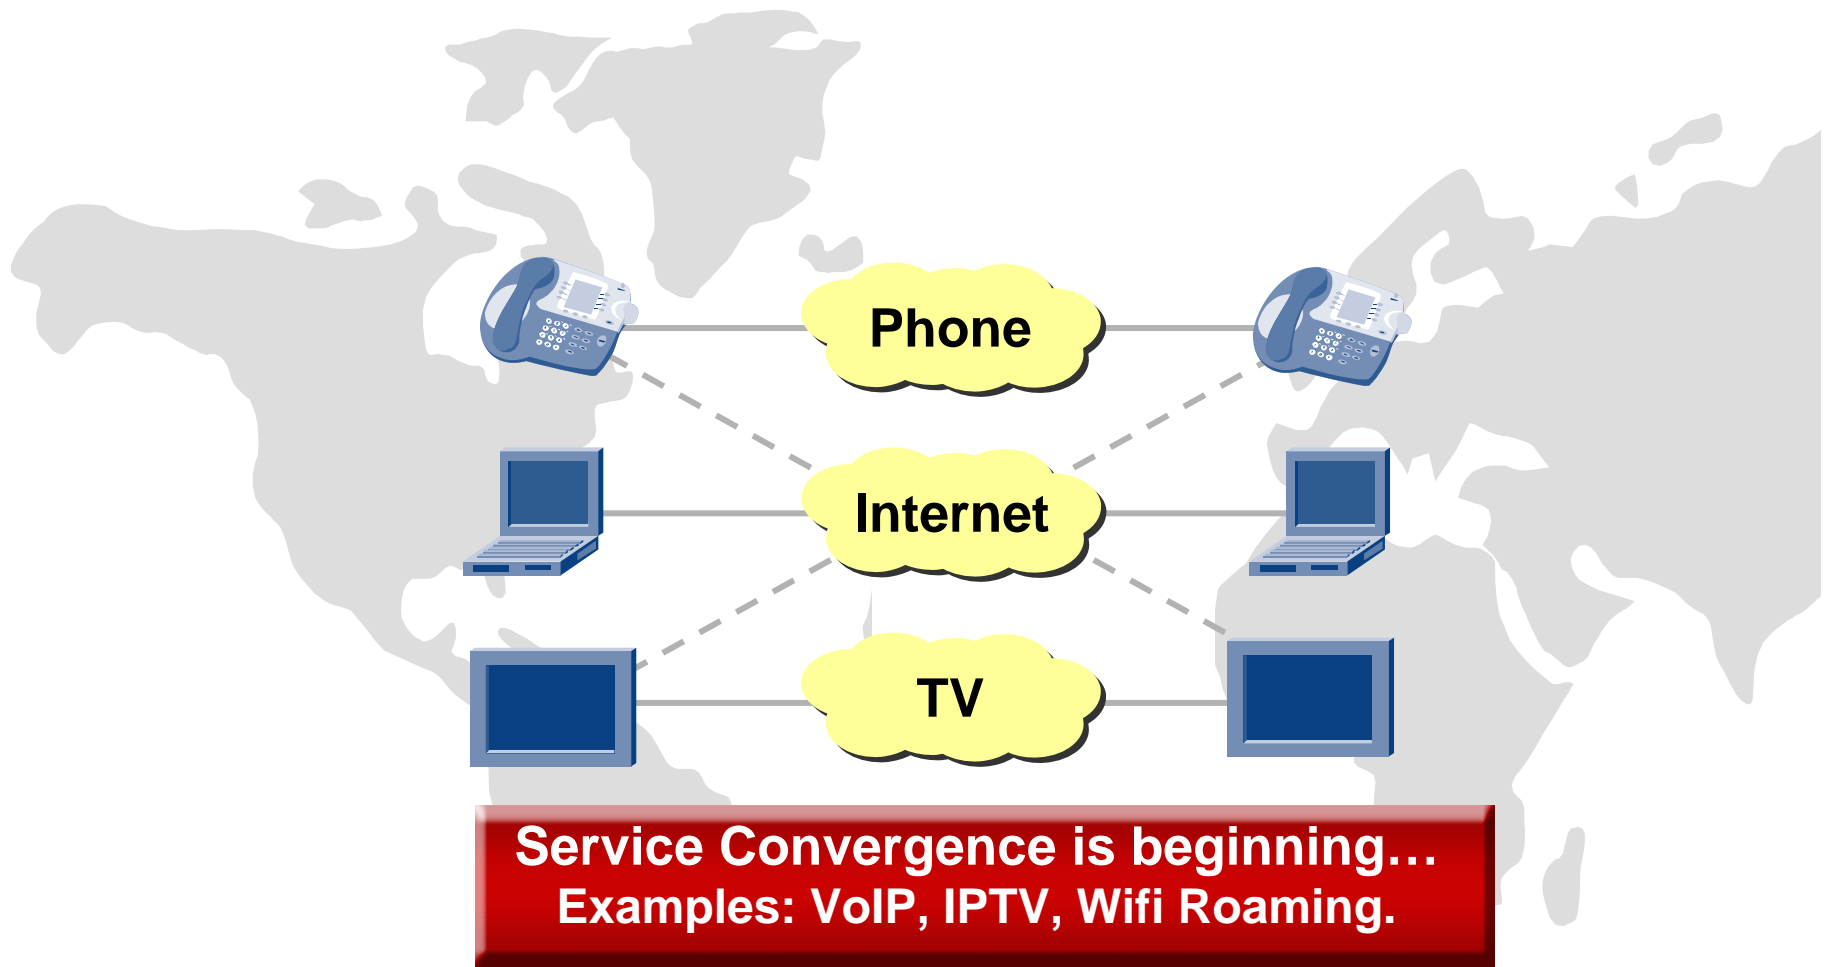 Phone
Internet
TV
Service Convergence is beginning…
Examples: VoIP, IPTV, Wifi Roaming.